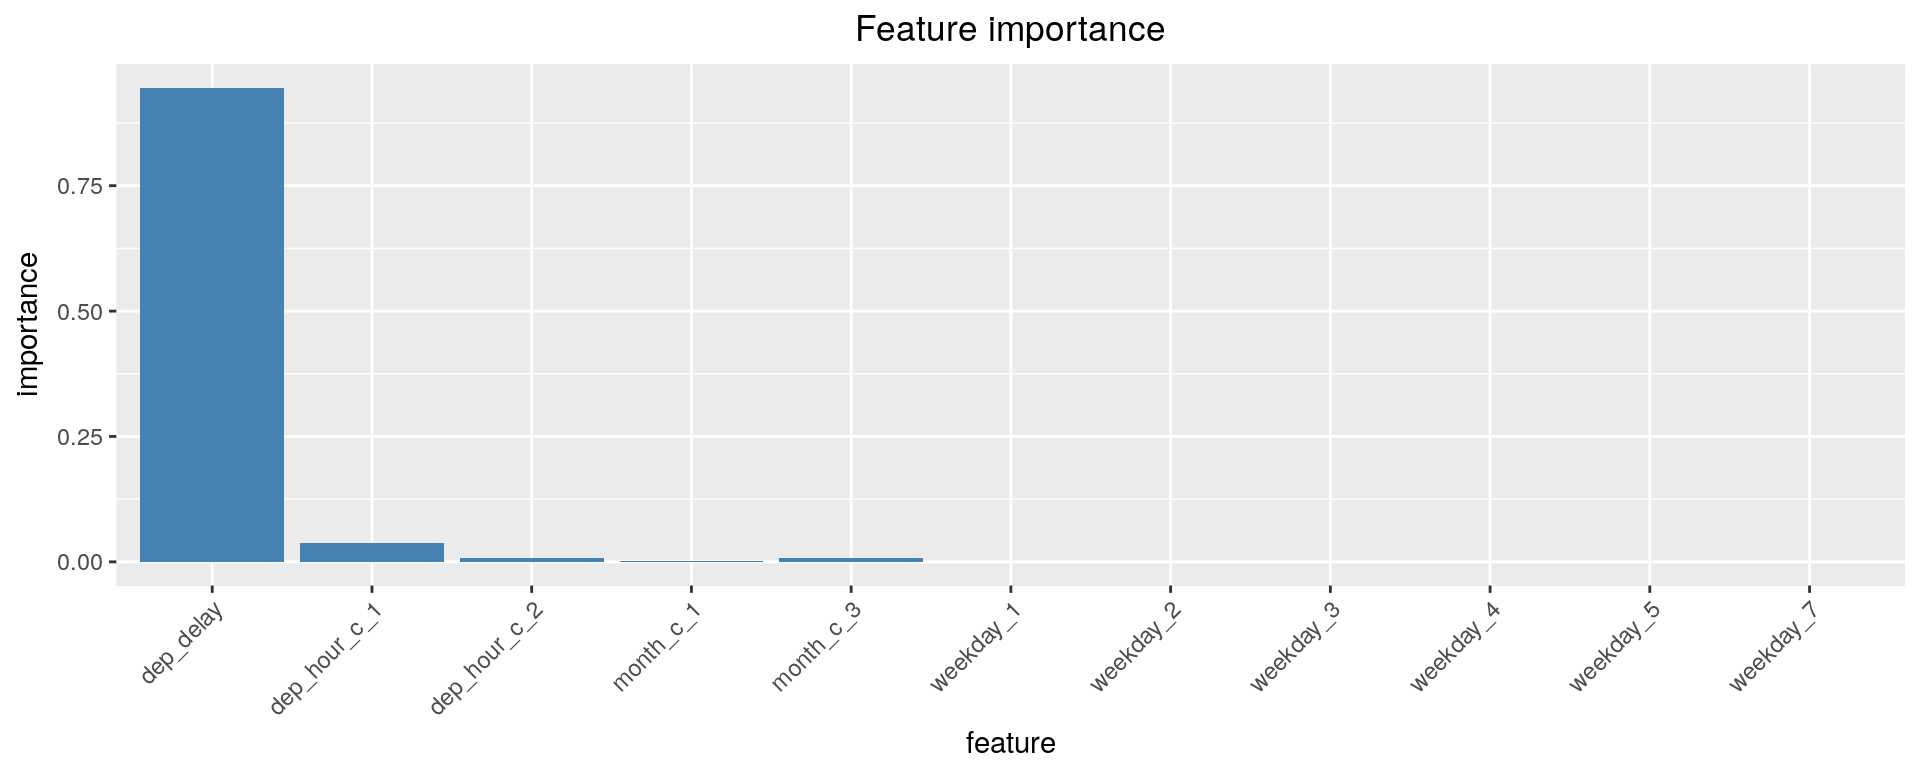 Feature importance
importance
0.75
0.50
0.25
0.00
dep_delay
dep_hour_c_1
dep_hour_c_2
month_c_1
month_c_3
weekday_1
weekday_2
weekday_3
weekday_4
weekday_5
weekday_7
feature